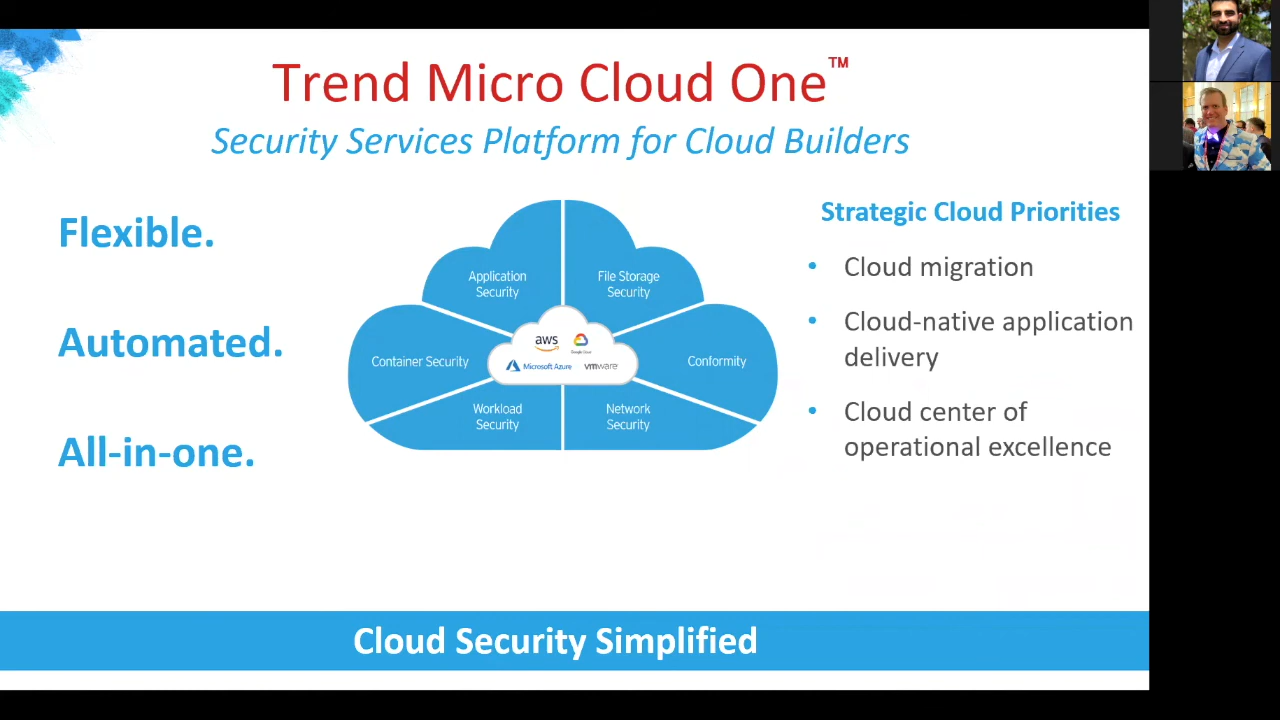 Trend Micro Cloud One™
Security Services Platform for Cloud Builders
Flexible.
Automated.
All-in-one.
Application
Security
File Storage
Security
Container Security
aws
Google Cloud
Microsoft Azure
vmware
Conformity
Workload
Security
Network
Security
Strategic Cloud Priorities
• Cloud migration
• Cloud-native application
delivery
• Cloud center of
operational excellence
Cloud Security Simplified